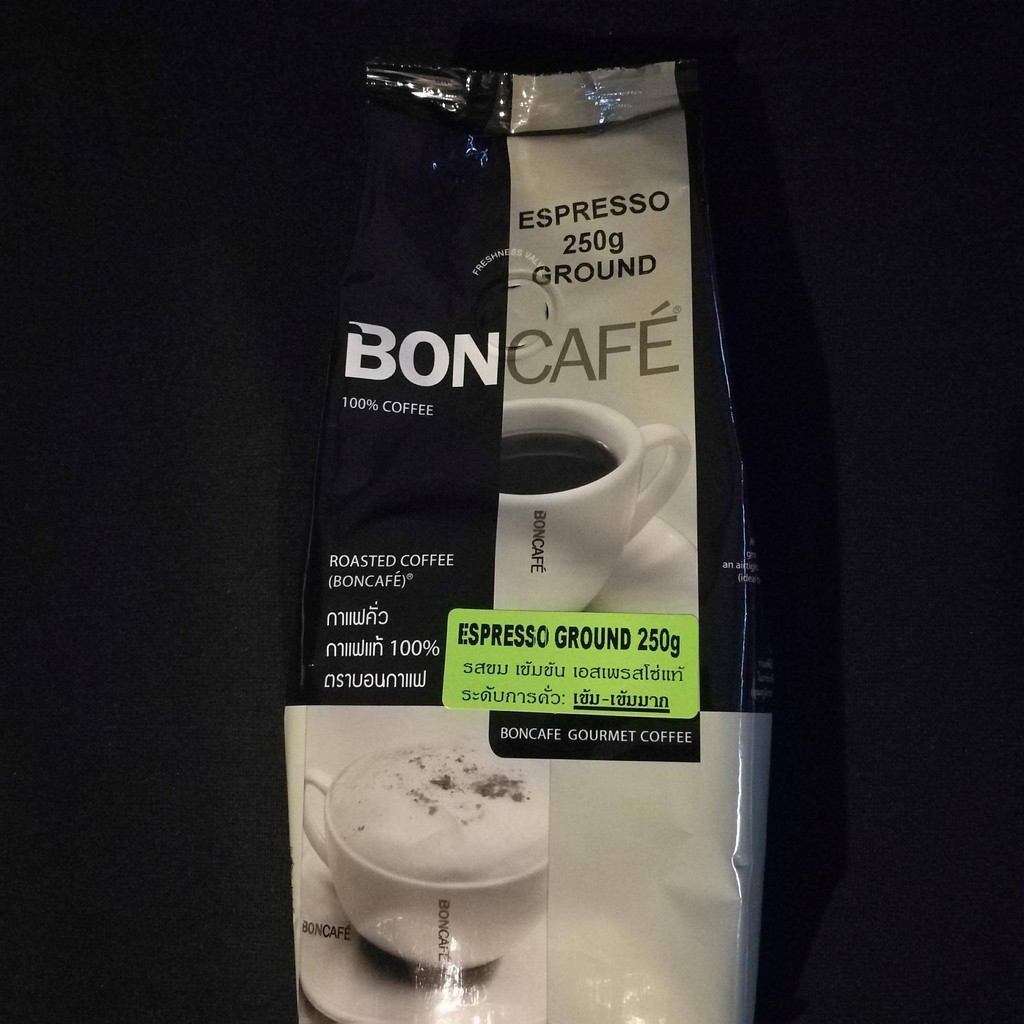 ESPRESSO
250g
GROUND
FRESHNESS
BONCAFÉ®
100% COFFEE
BONCAFÉ
ROASTED COFFEE
(BONCAFÉ)®
กาแฟคั่ว
กาแฟแท้ 100%
ตราบอนกาแฟ
an
ESPRESSO GROUND 250g
รสขม เข้มข้น เอสเพรสโซ่แท้
ระดับการคั่ว: เข้ม-เข้มมาก
BONCAFE GOURMET COFFEE
BONCAFÉ
BONCAFÉ